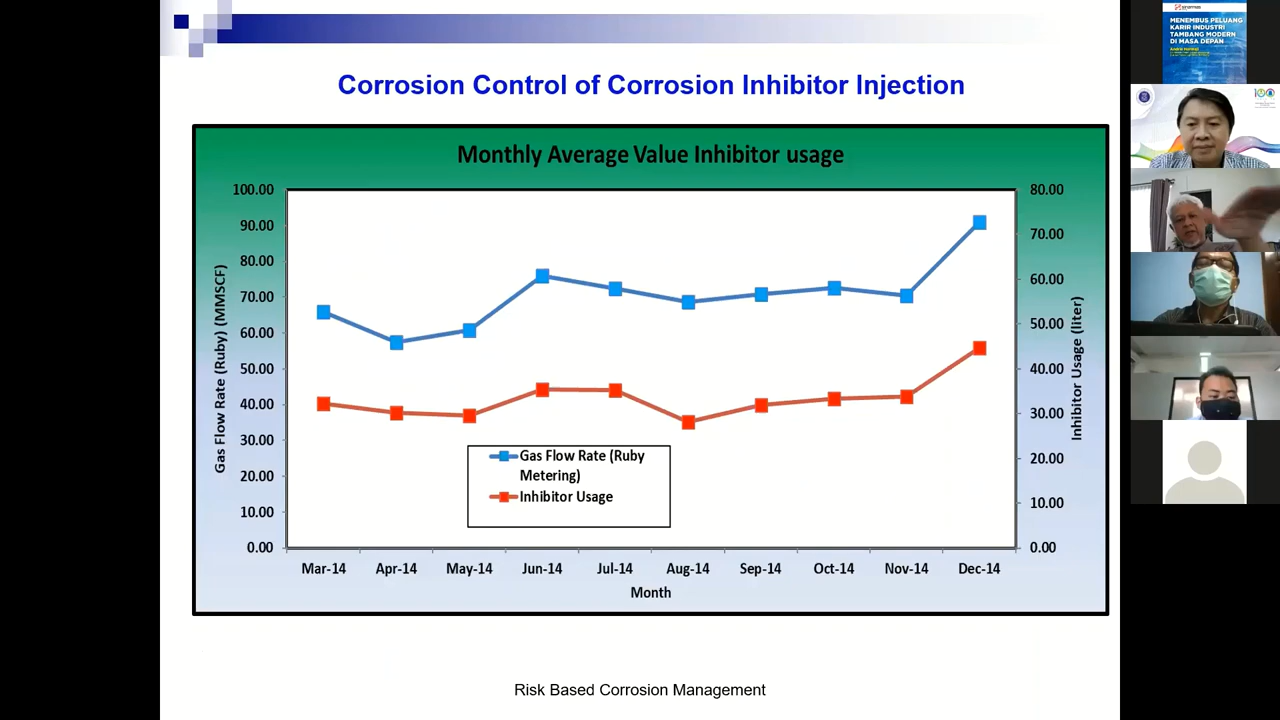 Corrosion Control of Corrosion Inhibitor Injection
Monthly Average Value Inhibitor usage
100.00
90.00
80.00
70.00
60.00
50.00
40.00
30.00
20.00
10.00
0.00
Gas Flow Rate (Ruby) (MMSCF)
80.00
70.00
60.00
50.00
40.00
30.00
20.00
10.00
0.00
Inhibitor Usage (liter)
Gas Flow Rate (Ruby
Metering)
Inhibitor Usage
Mar-14 Apr-14 May-14 Jun-14 Jul-14 Aug-14 Sep-14 Oct-14 Nov-14 Dec-14
Month
Risk Based Corrosion Management
MENEMBUS PELUANG
KARIR INDUSTRI
TAMBANG MODERN
DI MASA DEPAN